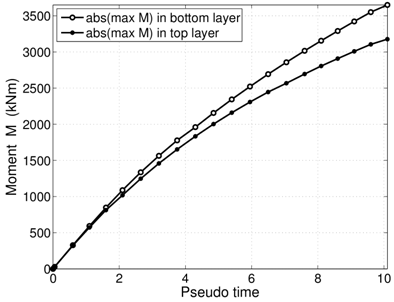 3500
3000
2500
2000
1500
1000
500
0
Moment M (kNm)
abs(max M) in bottom layer
abs(max M) in top layer
0 2 4 6 8 10
Pseudo time